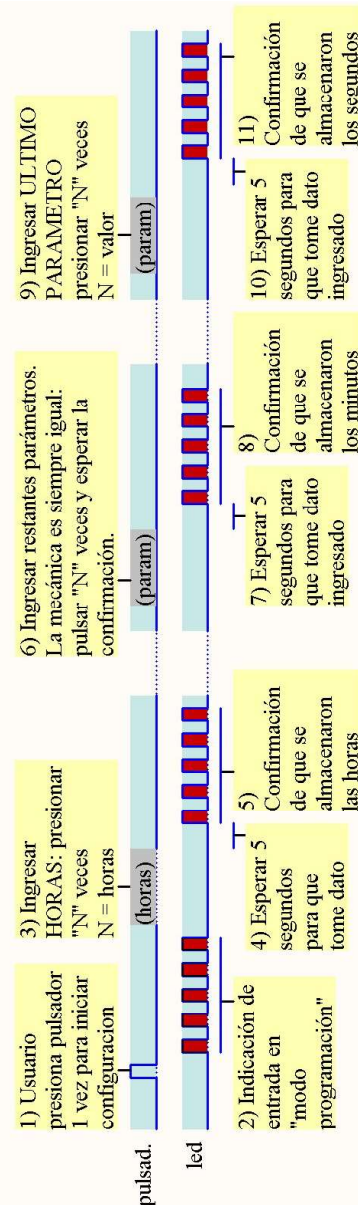 1) Usuario
presiona pulsador
1 vez para iniciar
configuracion
3) Ingresar
HORAS: presionar
"N" veces
N = horas
6) Ingresar restantes parámetros.
La mecánica es siempre igual:
pulsar "N" veces y esperar la
confirmación.
9) Ingresar ULTIMO
PARAMETRO
presionar "N" veces
N = valor
pulsad.
(horas)
(param)
(param)
led
2) Indicación de
entrada en
"modo
programación"
4) Esperar 5
segundos
para que
tome dato
5)
Confirmación
de que se
almacenaron
las horas
7) Esperar 5
segundos para
que tome dato
ingresado
8)
Confirmación
de que se
almacenaron
los minutos
10) Esperar 5
segundos para
que tome dato
ingresado
11)
Confirmación
de que se
almacenaron
los segundos